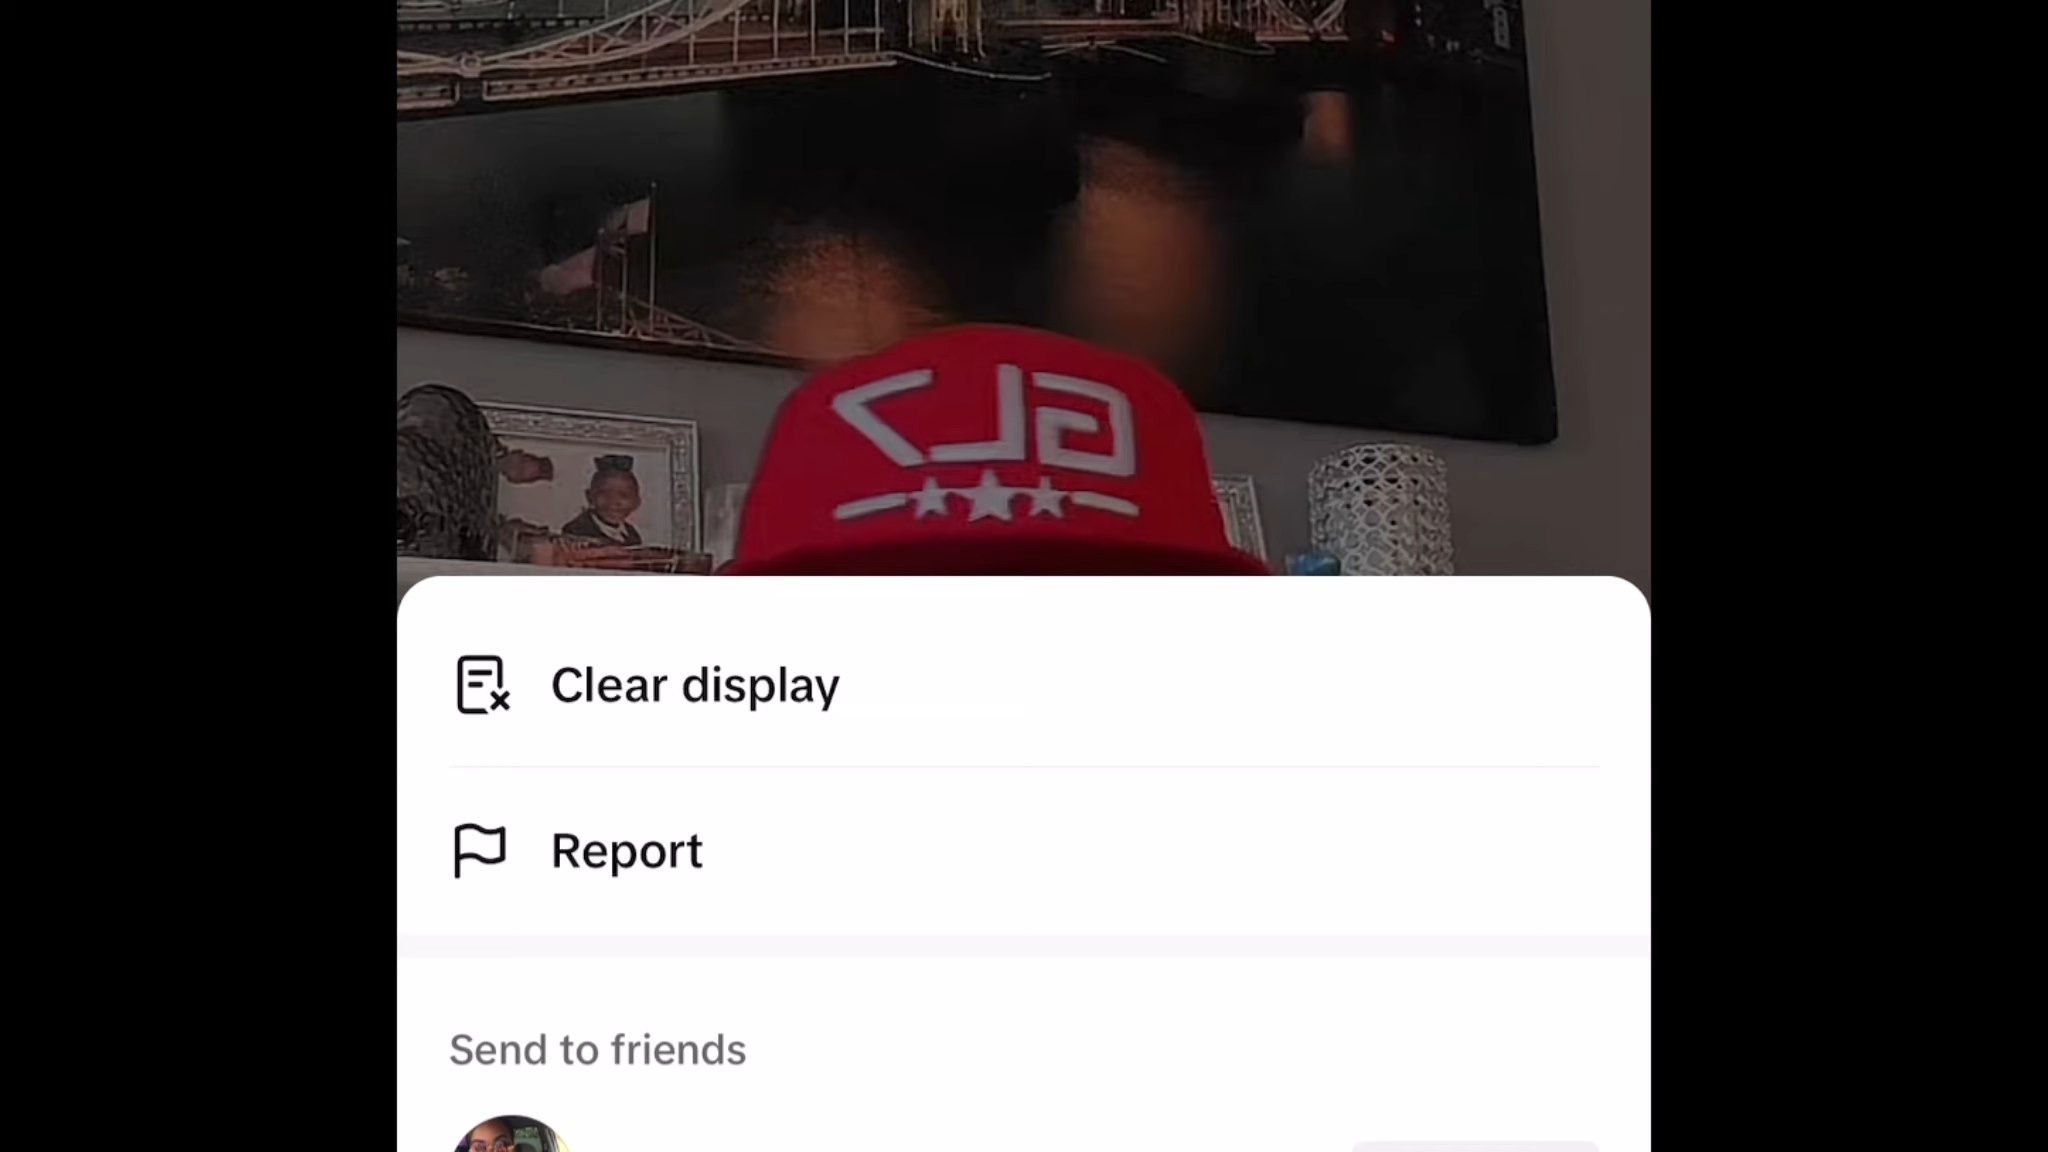 Clear display
Report
Send to friends